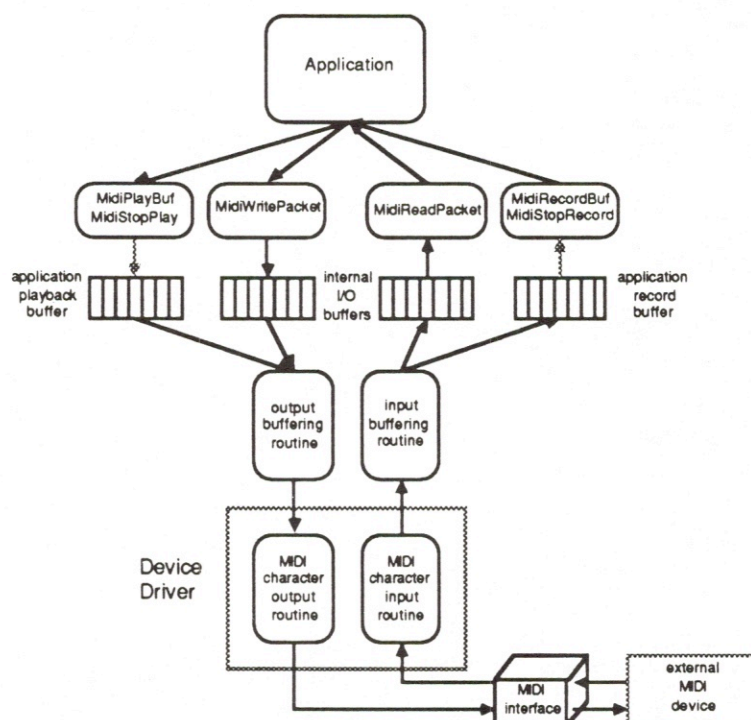 Application
MidiPlayBuf
MidiStopPlay
MidiWritePacket
MidiReadPacket
MidiRecordBuf
MidiStopRecord
application
playback
buffer
internal
I/O
buffers
application
record
buffer
output
buffering
routine
input
buffering
routine
Device
Driver
MIDI
character
output
routine
MIDI
character
input
routine
MIDI
interface
external
MIDI
device